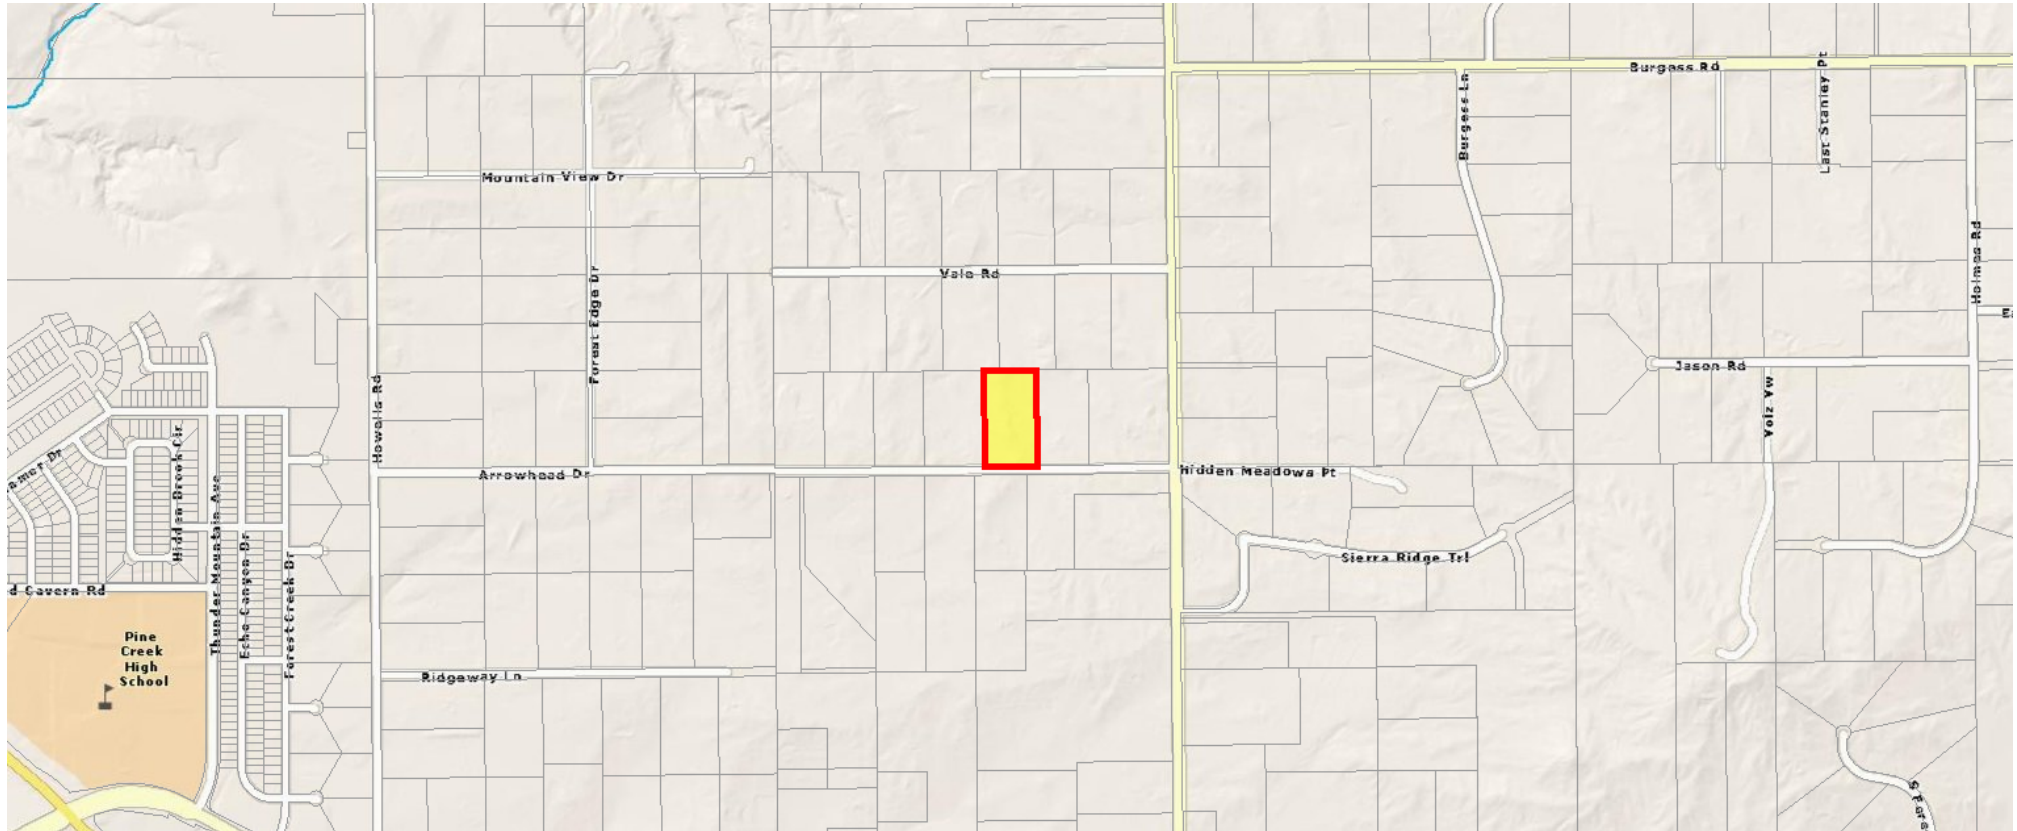 Burgess Rd
Burgess Ln
Last Stanley Pt
Mountain View Dr
Vale Rd
Forest Edge Dr
Holmes Rd
Howells Rd
Jason Rd
Volz Wa
Arrowhead Dr
Hidden Meadows Pt
Hidden Brook Cir
Thunder Mountain Ave
Echo Canyon Dr
Forest Creek Dr
Sierra Ridge Trl
Pine
Creek
High
School
Ridgeway Ln